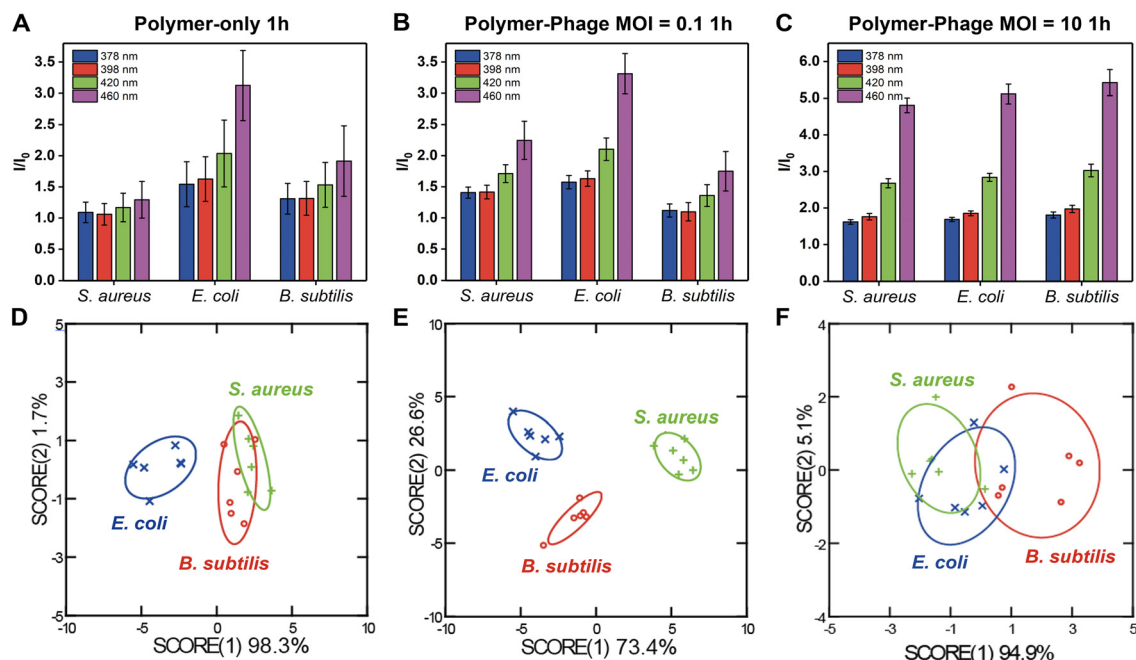 A
Polymer-only 1h
378 nm
398 nm
420 nm
460 nm
I/I₀
3.5
3.0
2.5
2.0
1.5
1.0
0.5
0.0
S. aureus
E. coli
B. subtilis
B
Polymer-Phage MOI = 0.1 1h
378 nm
398 nm
420 nm
460 nm
I/I₀
3.5
3.0
2.5
2.0
1.5
1.0
0.5
0.0
S. aureus
E. coli
B. subtilis
C
Polymer-Phage MOI = 10 1h
378 nm
398 nm
420 nm
460 nm
I/I₀
6.0
5.0
4.0
3.0
2.0
1.0
0.0
S. aureus
E. coli
B. subtilis
D
SCORE(2) 1.7%
5
3
1
-1
-3
-5
S. aureus
E. coli
B. subtilis
-10 -5 0 5 10
SCORE(1) 98.3%
E
SCORE(2) 26.6%
10
5
0
-5
-10
S. aureus
E. coli
B. subtilis
-10 -5 0 5 10
SCORE(1) 73.4%
F
SCORE(2) 5.1%
4
2
0
-2
-4
S. aureus
E. coli
B. subtilis
-5 -3 -1 1 3 5
SCORE(1) 94.9%